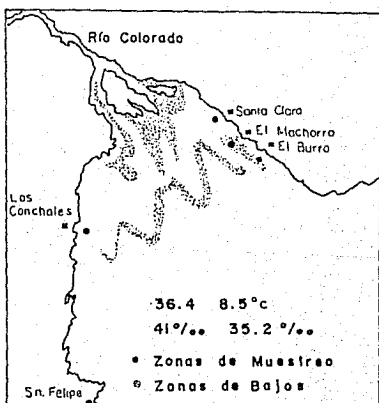 Río Colorado
Santa Clara
El Machorro
El Burro
Los
Conchales
36.4 8.5°c
41°/•• 35.2°/••
Zonas de Muestreo
Zonas de Bajos
Sn. Felipe